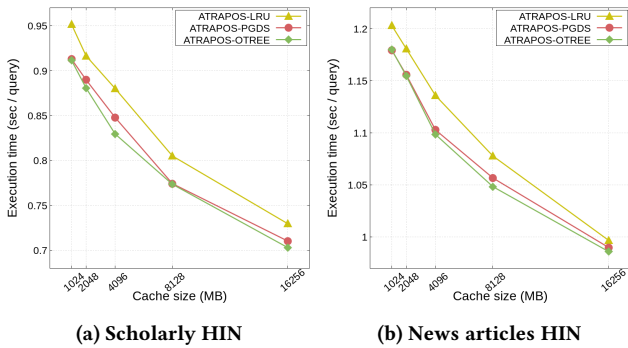 ATRAPOS-LRU
ATRAPOS-PGDS
ATRAPOS-OTREE
Execution time (sec / query)
0.95
0.9
0.85
0.8
0.75
0.7
1024
2048
4096
8128
16256
Cache size (MB)
(a) Scholarly HIN
ATRAPOS-LRU
ATRAPOS-PGDS
ATRAPOS-OTREE
Execution time (sec / query)
1.2
1.15
1.1
1.05
1
1024
2048
4096
8128
16256
Cache size (MB)
(b) News articles HIN